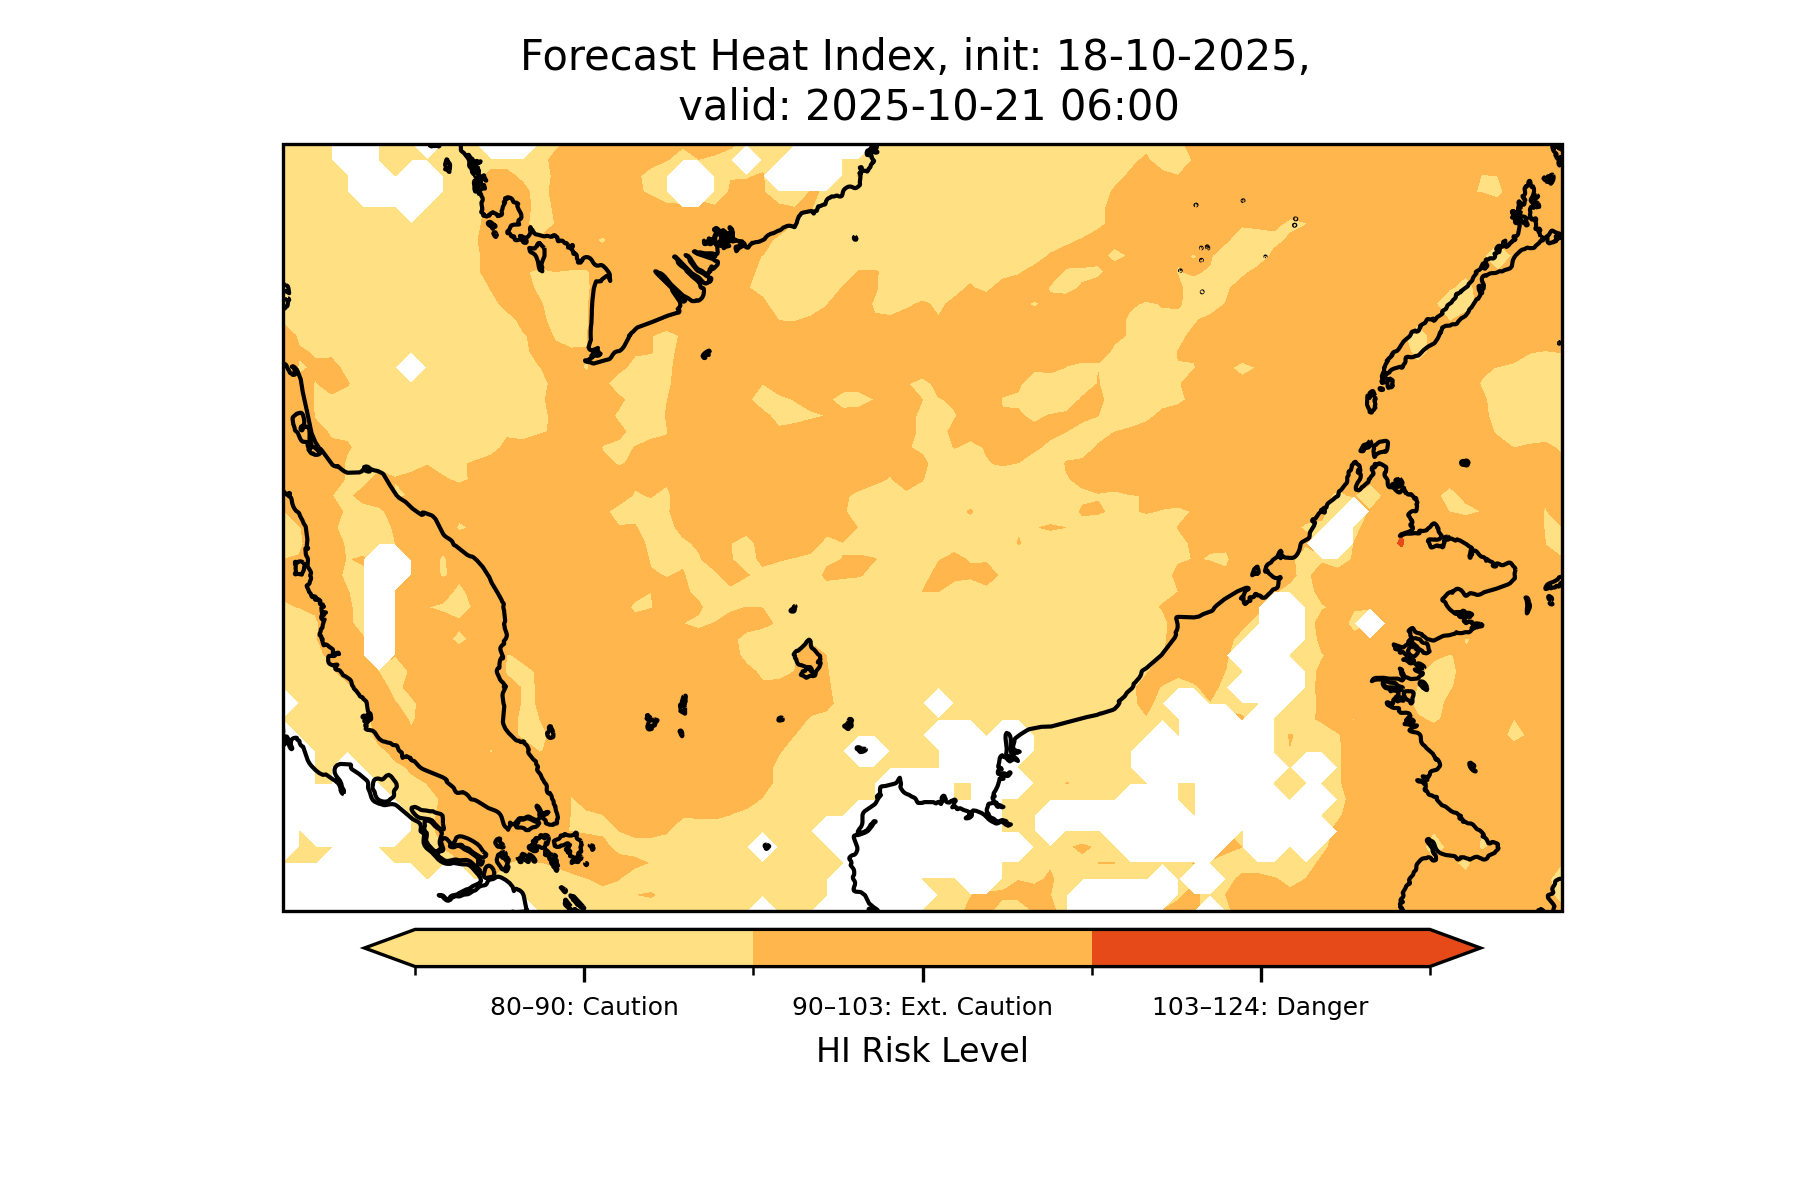 Forecast Heat Index, init: 18-10-2025,
valid: 2025-10-21 06:00
80–90: Caution
90–103: Ext. Caution
103–124: Danger
HI Risk Level